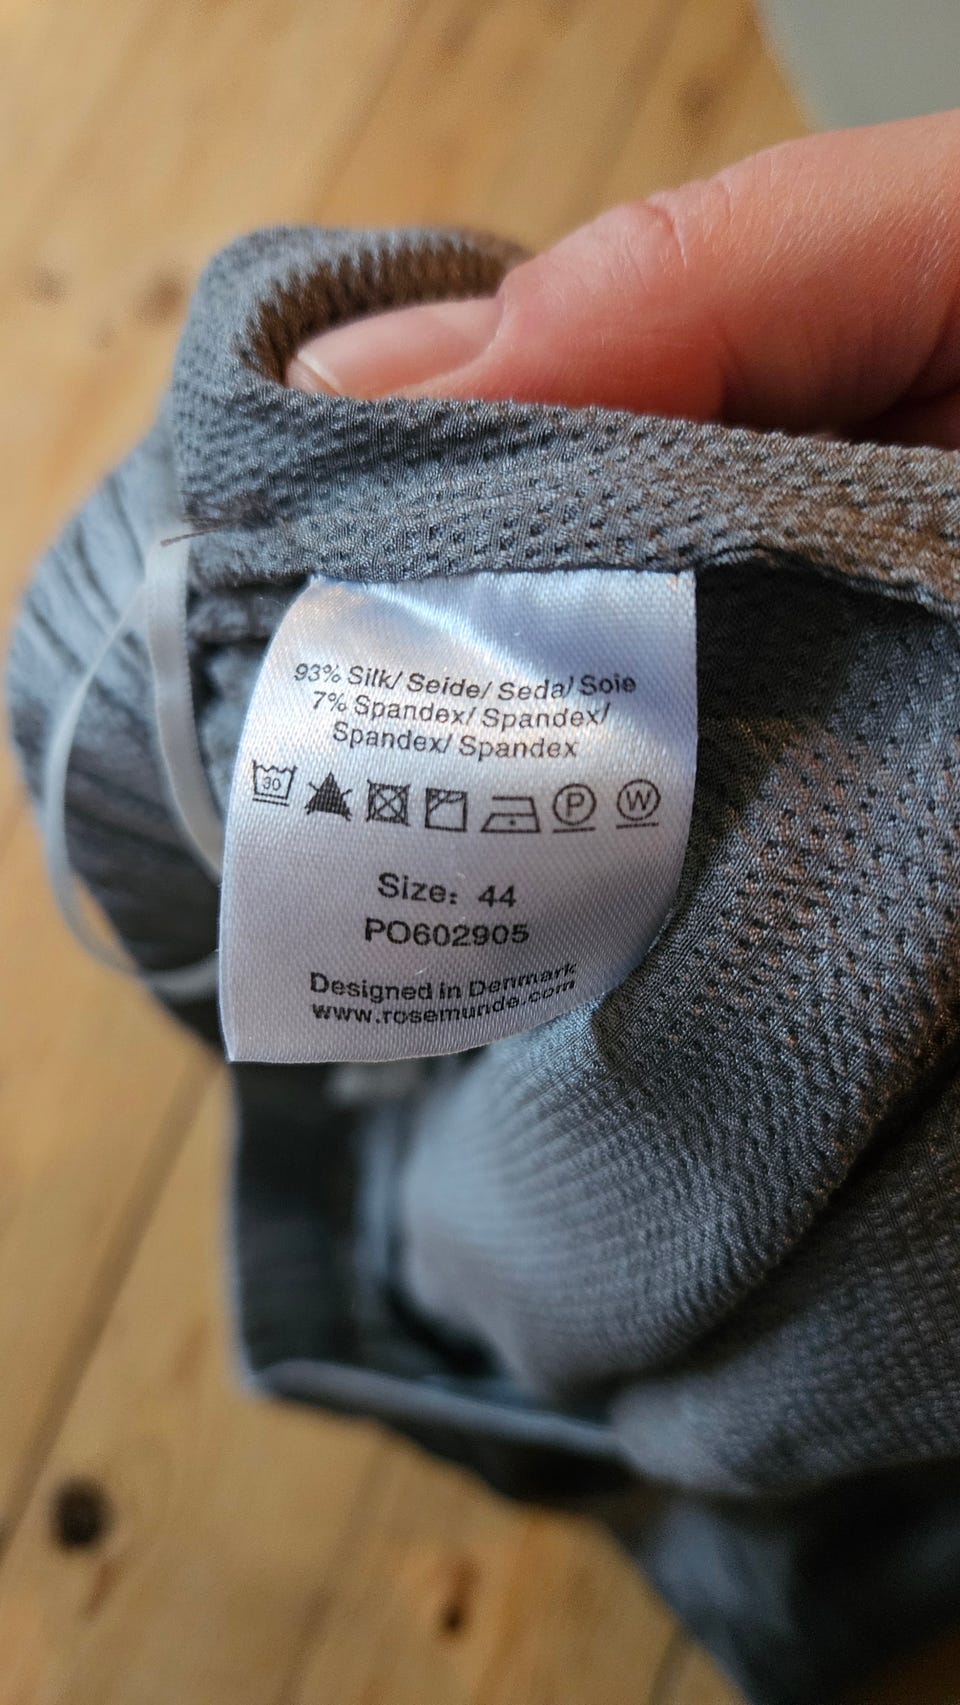 93% Silk/ Seide/ Seda/ Soie
7% Spandex/ Spandex/
Spandex/ Spandex
30 P W
Size: 44
PO602905
Designed in Denmark
www.rosemunde.com